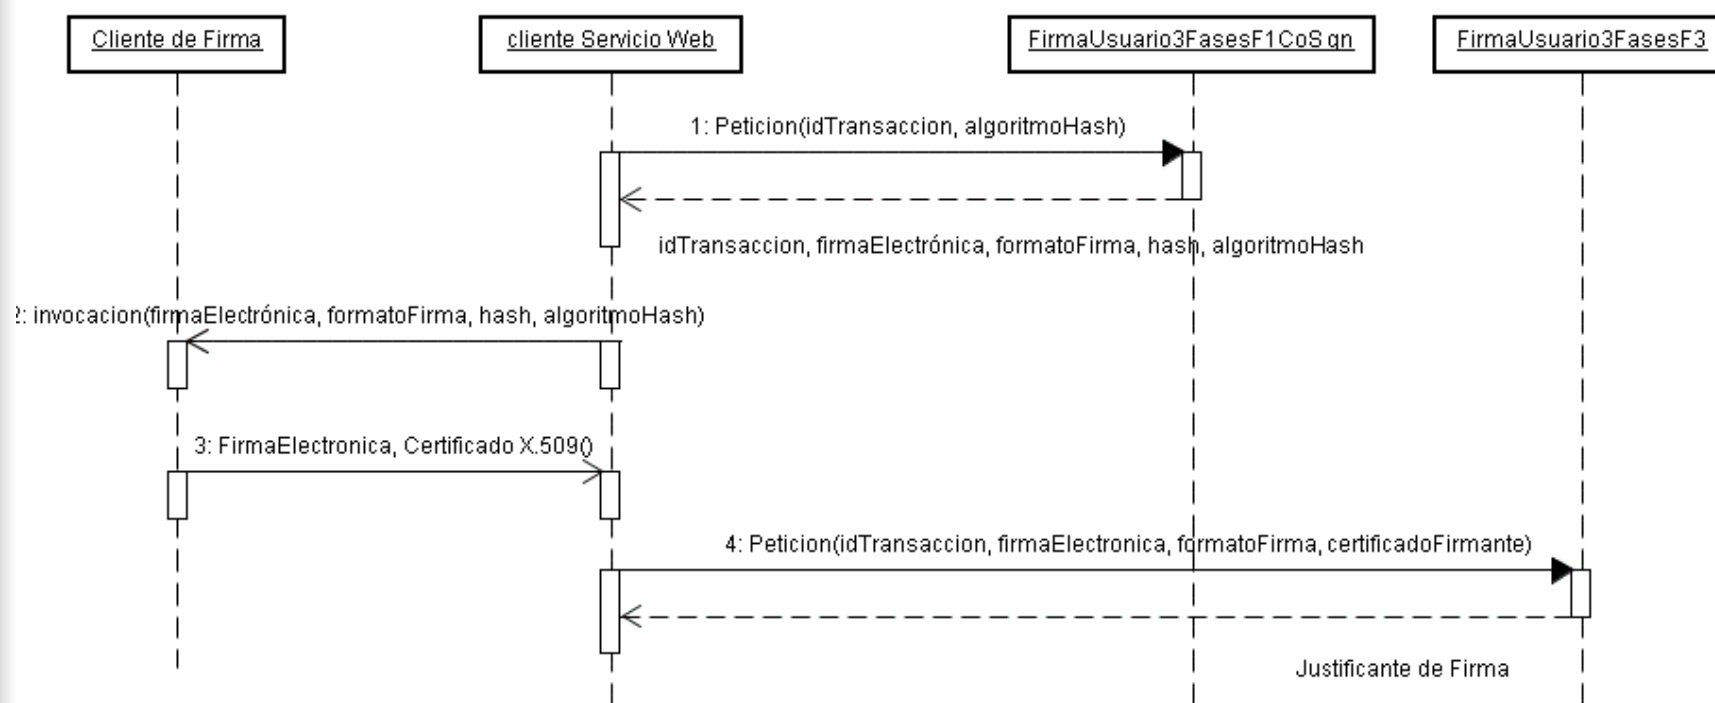 Cliente de Firma
cliente Servicio Web
FirmaUsuario3FasesF1CoSign
FirmaUsuario3FasesF3
1: Peticion(idTransaccion, algoritmoHash)
idTransaccion, firmaElectrónica, formatoFirma, hash, algoritmoHash
2: invocacion(firmaElectrónica, formatoFirma, hash, algoritmoHash)
3: FirmaElectronica, Certificado X.509()
4: Peticion(idTransaccion, firmaElectronica, formatoFirma, certificadoFirmante)
Justificante de Firma